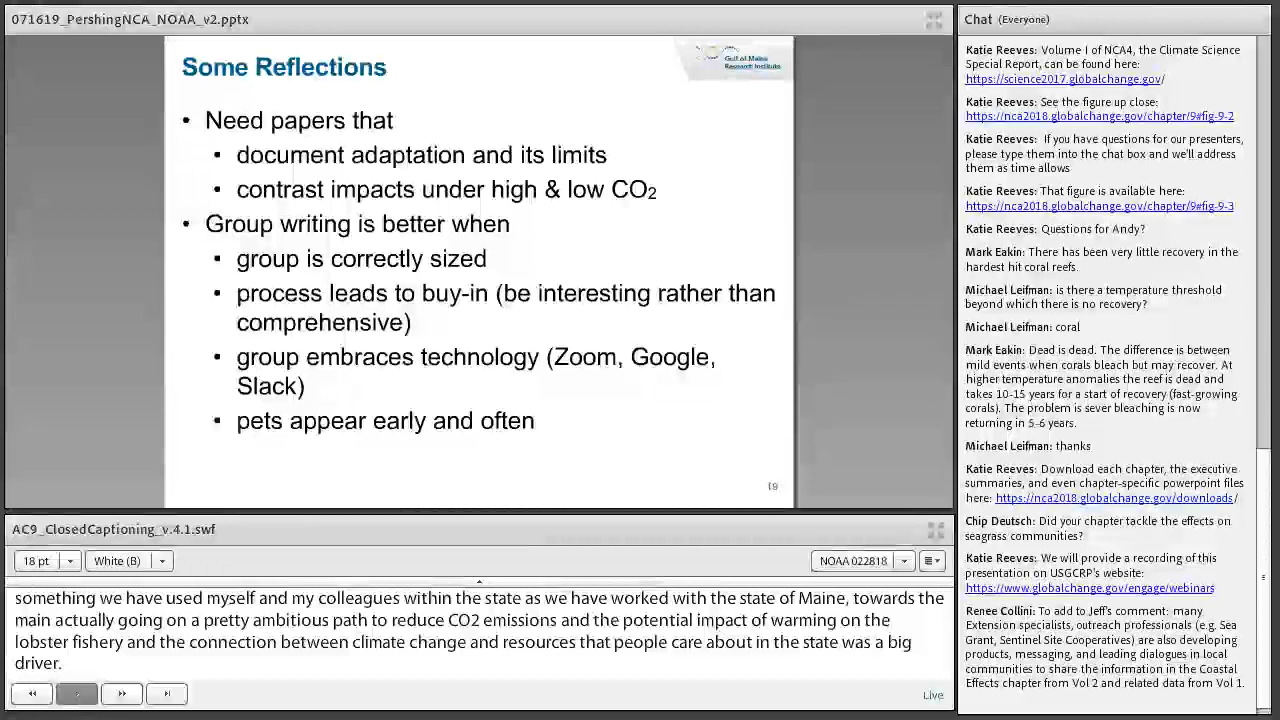 071619_PershingNCA_NOAA_v2.pptx
Some Reflections
Gulf of Maine
Research Institute
• Need papers that
• document adaptation and its limits
• contrast impacts under high & low CO2
• Group writing is better when
• group is correctly sized
• process leads to buy-in (be interesting rather than
comprehensive)
• group embraces technology (Zoom, Google,
Slack)
• pets appear early and often
19
AC9_ClosedCaptioning_v.4.1.swf
18 pt
White (B)
NOAA 022818
something we have used myself and my colleagues within the state as we have worked with the state of Maine, towards the
main actually going on a pretty ambitious path to reduce CO2 emissions and the potential impact of warming on the
lobster fishery and the connection between climate change and resources that people care about in the state was a big
driver.
Live
Chat (Everyone)
Katie Reeves: Volume I of NCA4, the Climate Science
Special Report, can be found here:
https://science2017.globalchange.gov/
Katie Reeves: See the figure up close:
https://nca2018.globalchange.gov/chapter/9#fig-9-2
Katie Reeves: If you have questions for our presenters,
please type them into the chat box and we'll address
them as time allows
Katie Reeves: That figure is available here:
https://nca2018.globalchange.gov/chapter/9#fig-9-3
Katie Reeves: Questions for Andy?
Mark Eakin: There has been very little recovery in the
hardest hit coral reefs.
Michael Leifman: is there a temperature threshold
beyond which there is no recovery?
Michael Leifman: coral
Mark Eakin: Dead is dead. The difference is between
mild events when corals bleach but may recover. At
higher temperature anomalies the reef is dead and
takes 10-15 years for a start of recovery (fast-growing
corals). The problem is sever bleaching is now
returning in 5-6 years.
Michael Leifman: thanks
Katie Reeves: Download each chapter, the executive
summaries, and even chapter-specific powerpoint files
here: https://nca2018.globalchange.gov/downloads/
Chip Deutsch: Did your chapter tackle the effects on
seagrass communities?
Katie Reeves: We will provide a recording of this
presentation on USGCRP's website:
https://www.globalchange.gov/engage/webinars
Renee Collini: To add to Jeff's comment: many
Extension specialists, outreach professionals (e.g. Sea
Grant, Sentinel Site Cooperatives) are also developing
products, messaging, and leading dialogues in local
communities to share the information in the Coastal
Effects chapter from Vol 2 and related data from Vol 1.